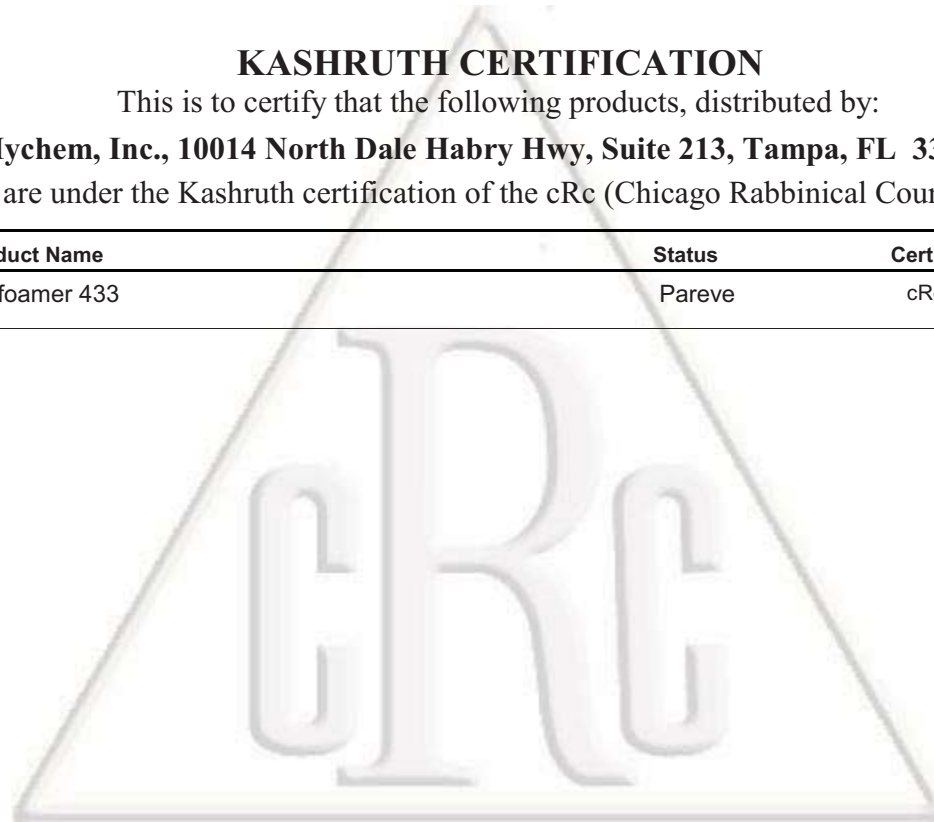 KASHRUTH CERTIFICATION
This is to certify that the following products, distributed by:
ychem, Inc., 10014 North Dale Habry Hwy, Suite 213, Tampa, FL 33
are under the Kashruth certification of the cRc (Chicago Rabbinical Coun
duct Name Status Cert
foamer 433 Pareve cR
cRc